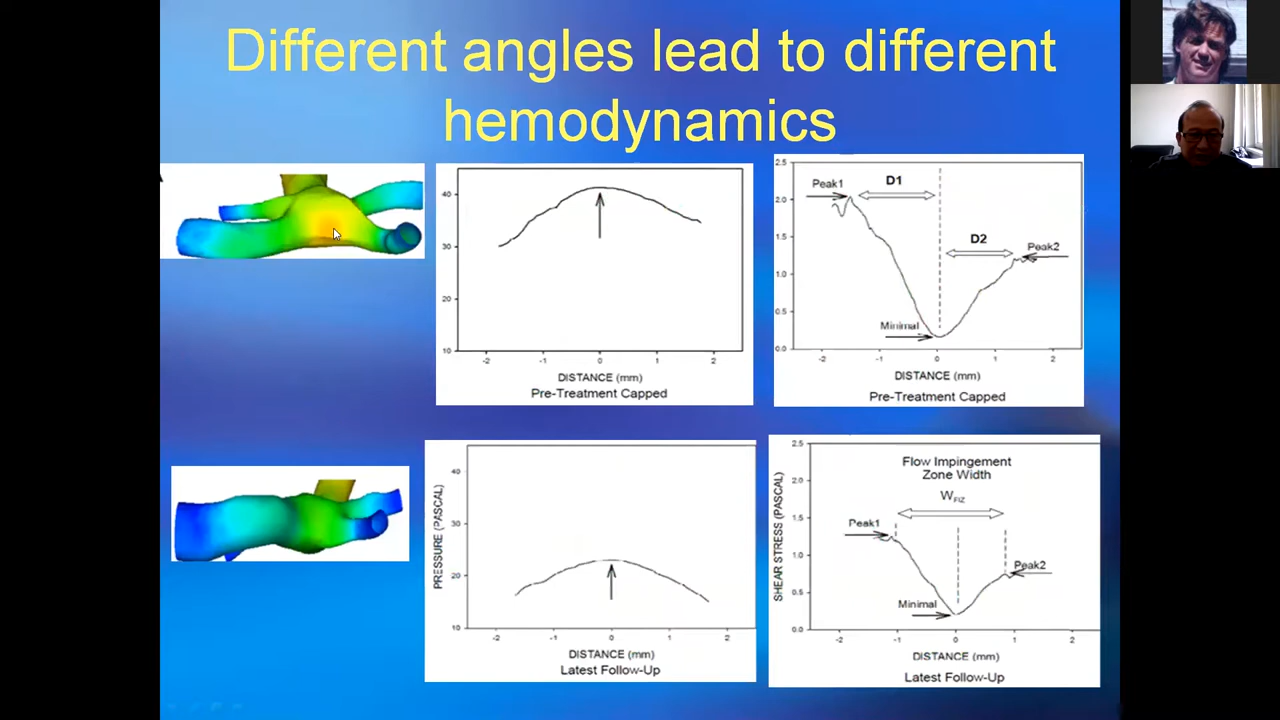 Different angles lead to different
hemodynamics
40
30
20
10
-2 -1 0 1 2
DISTANCE (mm)
Pre-Treatment Capped
2.5
2.0
1.5
1.0
0.5
0.0
Peak1
D1
D2
Peak2
Minimal
-2 -1 0 1 2
DISTANCE (mm)
Pre-Treatment Capped
PRESSURE (PASCAL)
40
30
20
10
-2 -1 0 1 2
DISTANCE (mm)
Latest Follow-Up
SHEAR STRESS (PASCAL)
2.5
2.0
1.5
1.0
0.5
0.0
Flow Impingement
Zone Width
WFIZ
Peak1
Peak2
Minimal
-2 -1 0 1 2
DISTANCE (mm)
Latest Follow-Up